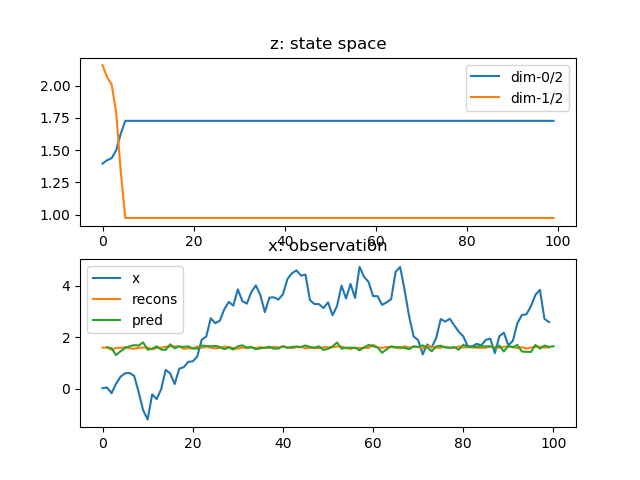 z: state space
2.00
1.75
1.50
1.25
1.00
dim-0/2
dim-1/2
0 20 40 60 80 100
x: observation
4
2
0
x
recons
pred
0 20 40 60 80 100